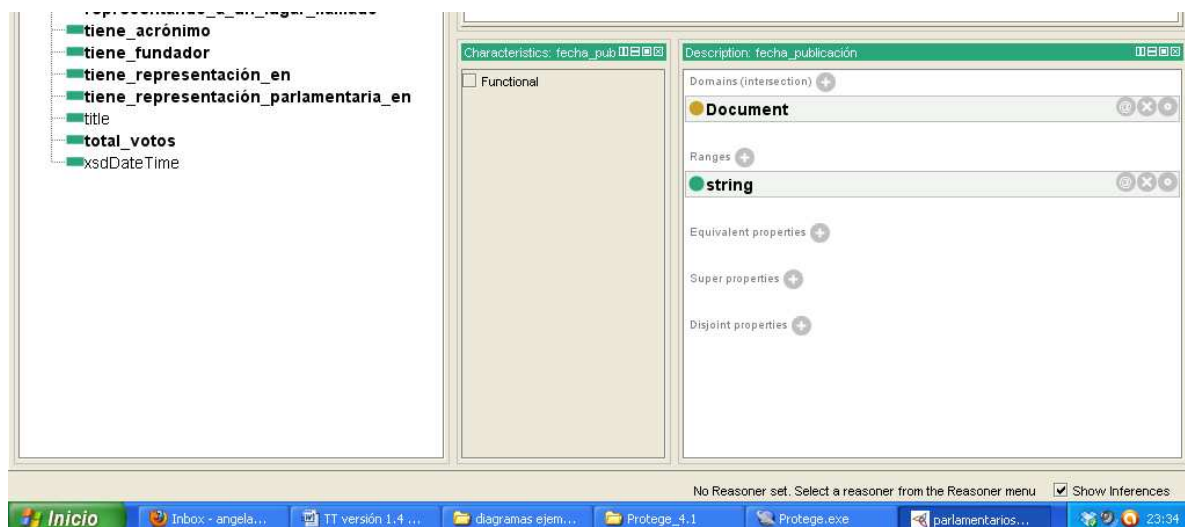 representando_a_un_lugar_llamado
tiene_acrónimo
tiene_fundador
tiene_representación_en
tiene_representación_parlamentaria_en
title
total_votos
xsdDateTime
Characteristics: fecha_pub
Functional
Description: fecha_publicación
Domains (intersection)
Document
Ranges
string
Equivalent properties
Super properties
Disjoint properties
No Reasoner set. Select a reasoner from the Reasoner menu
Show Inferences
Inicio
Inbox - angela...
TT versión 1.4 ...
diagramas ejem...
Protege_4.1
Protege.exe
parlamentarios...
23:34